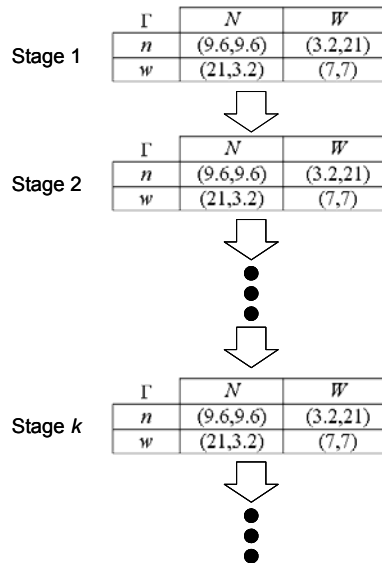 Γ N W
Stage 1
n (9.6,9.6) (3.2,21)
w (21,3.2) (7,7)
Γ N W
Stage 2
n (9.6,9.6) (3.2,21)
w (21,3.2) (7,7)
Γ N W
Stage k
n (9.6,9.6) (3.2,21)
w (21,3.2) (7,7)